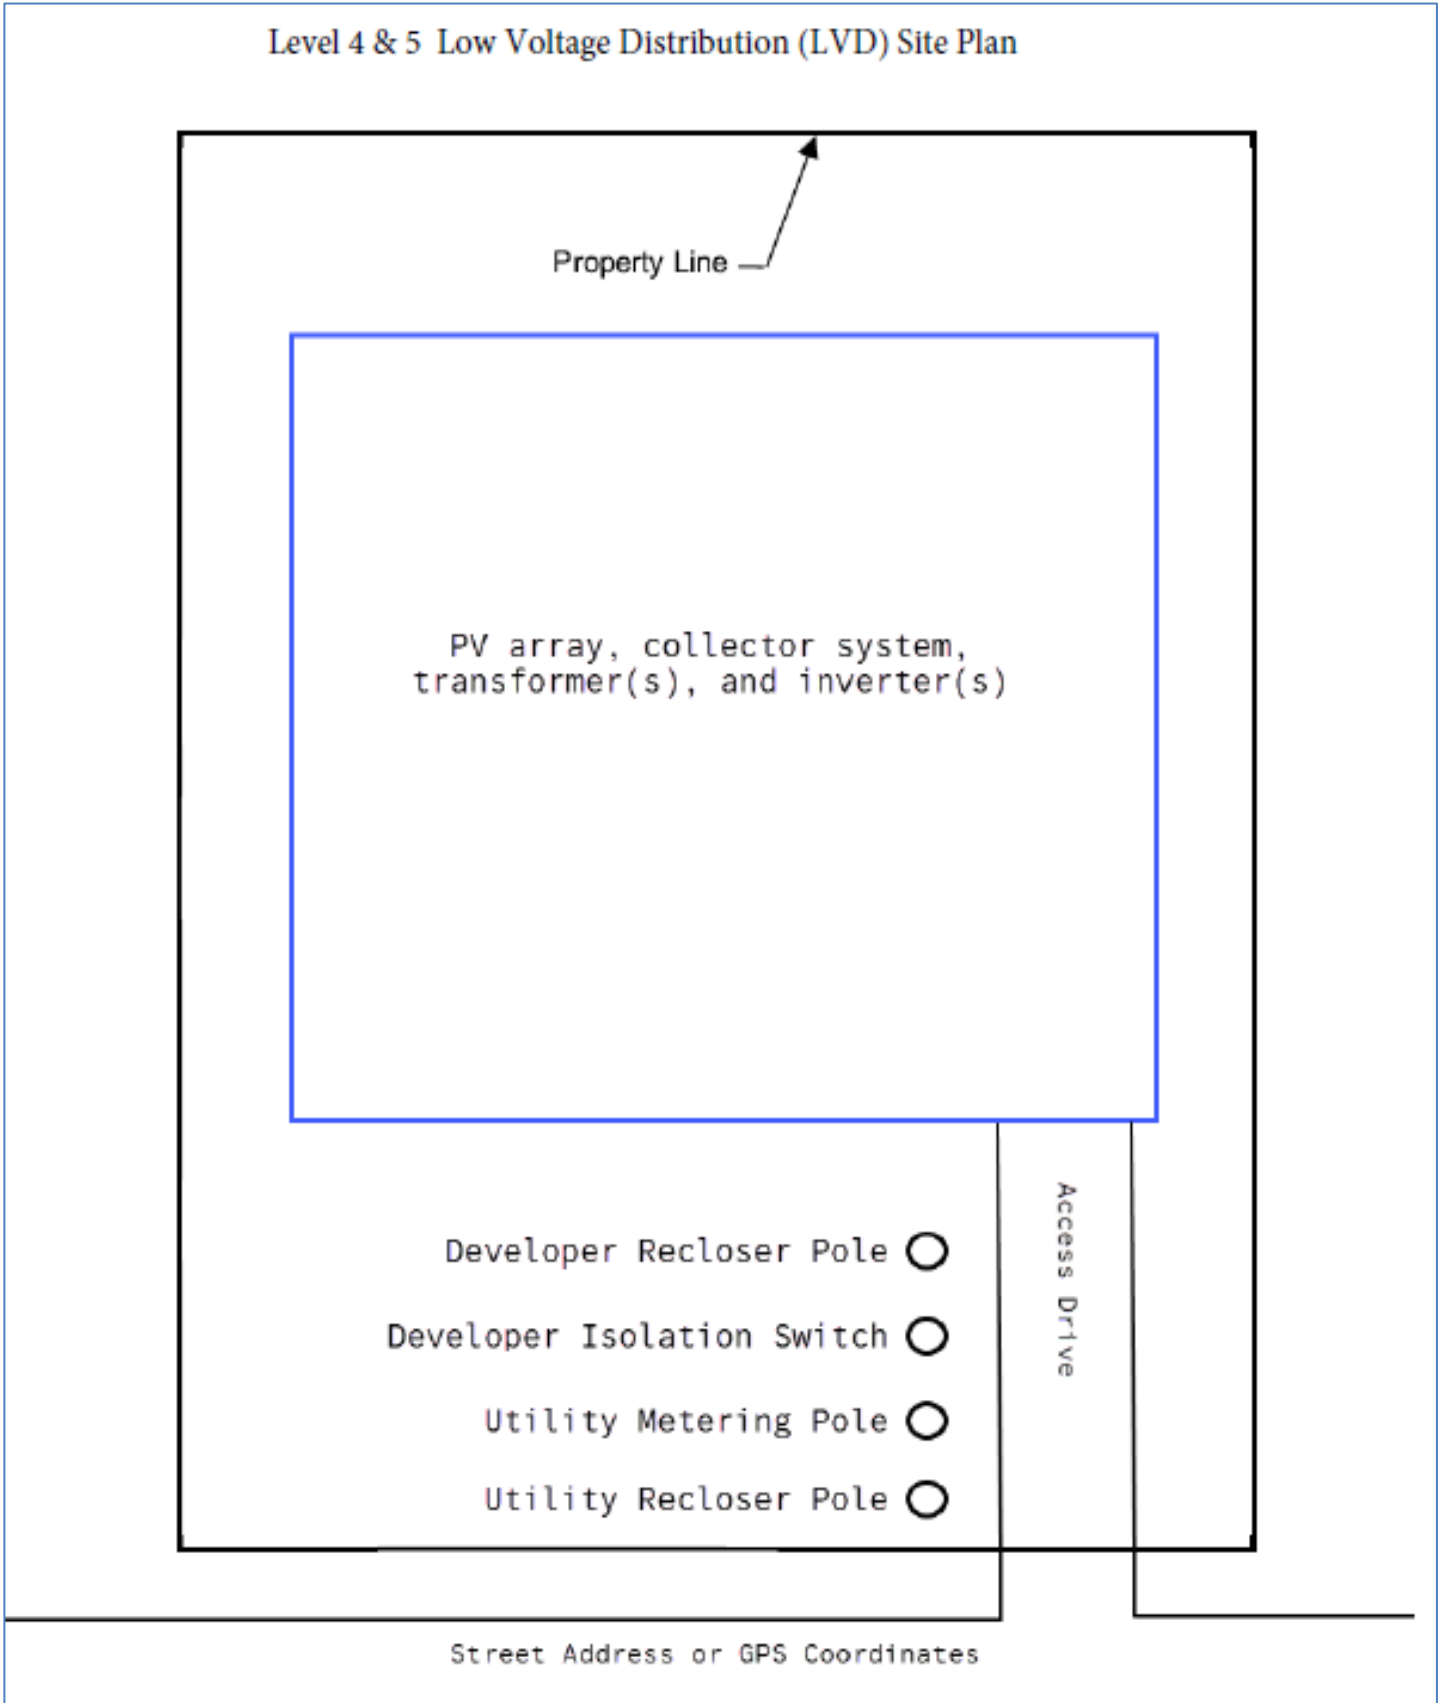 Level 4 & 5 Low Voltage Distribution (LVD) Site Plan
Property Line
PV array, collector system,
transformer(s), and inverter(s)
Access Drive
Developer Recloser Pole
Developer Isolation Switch
Utility Metering Pole
Utility Recloser Pole
Street Address or GPS Coordinates